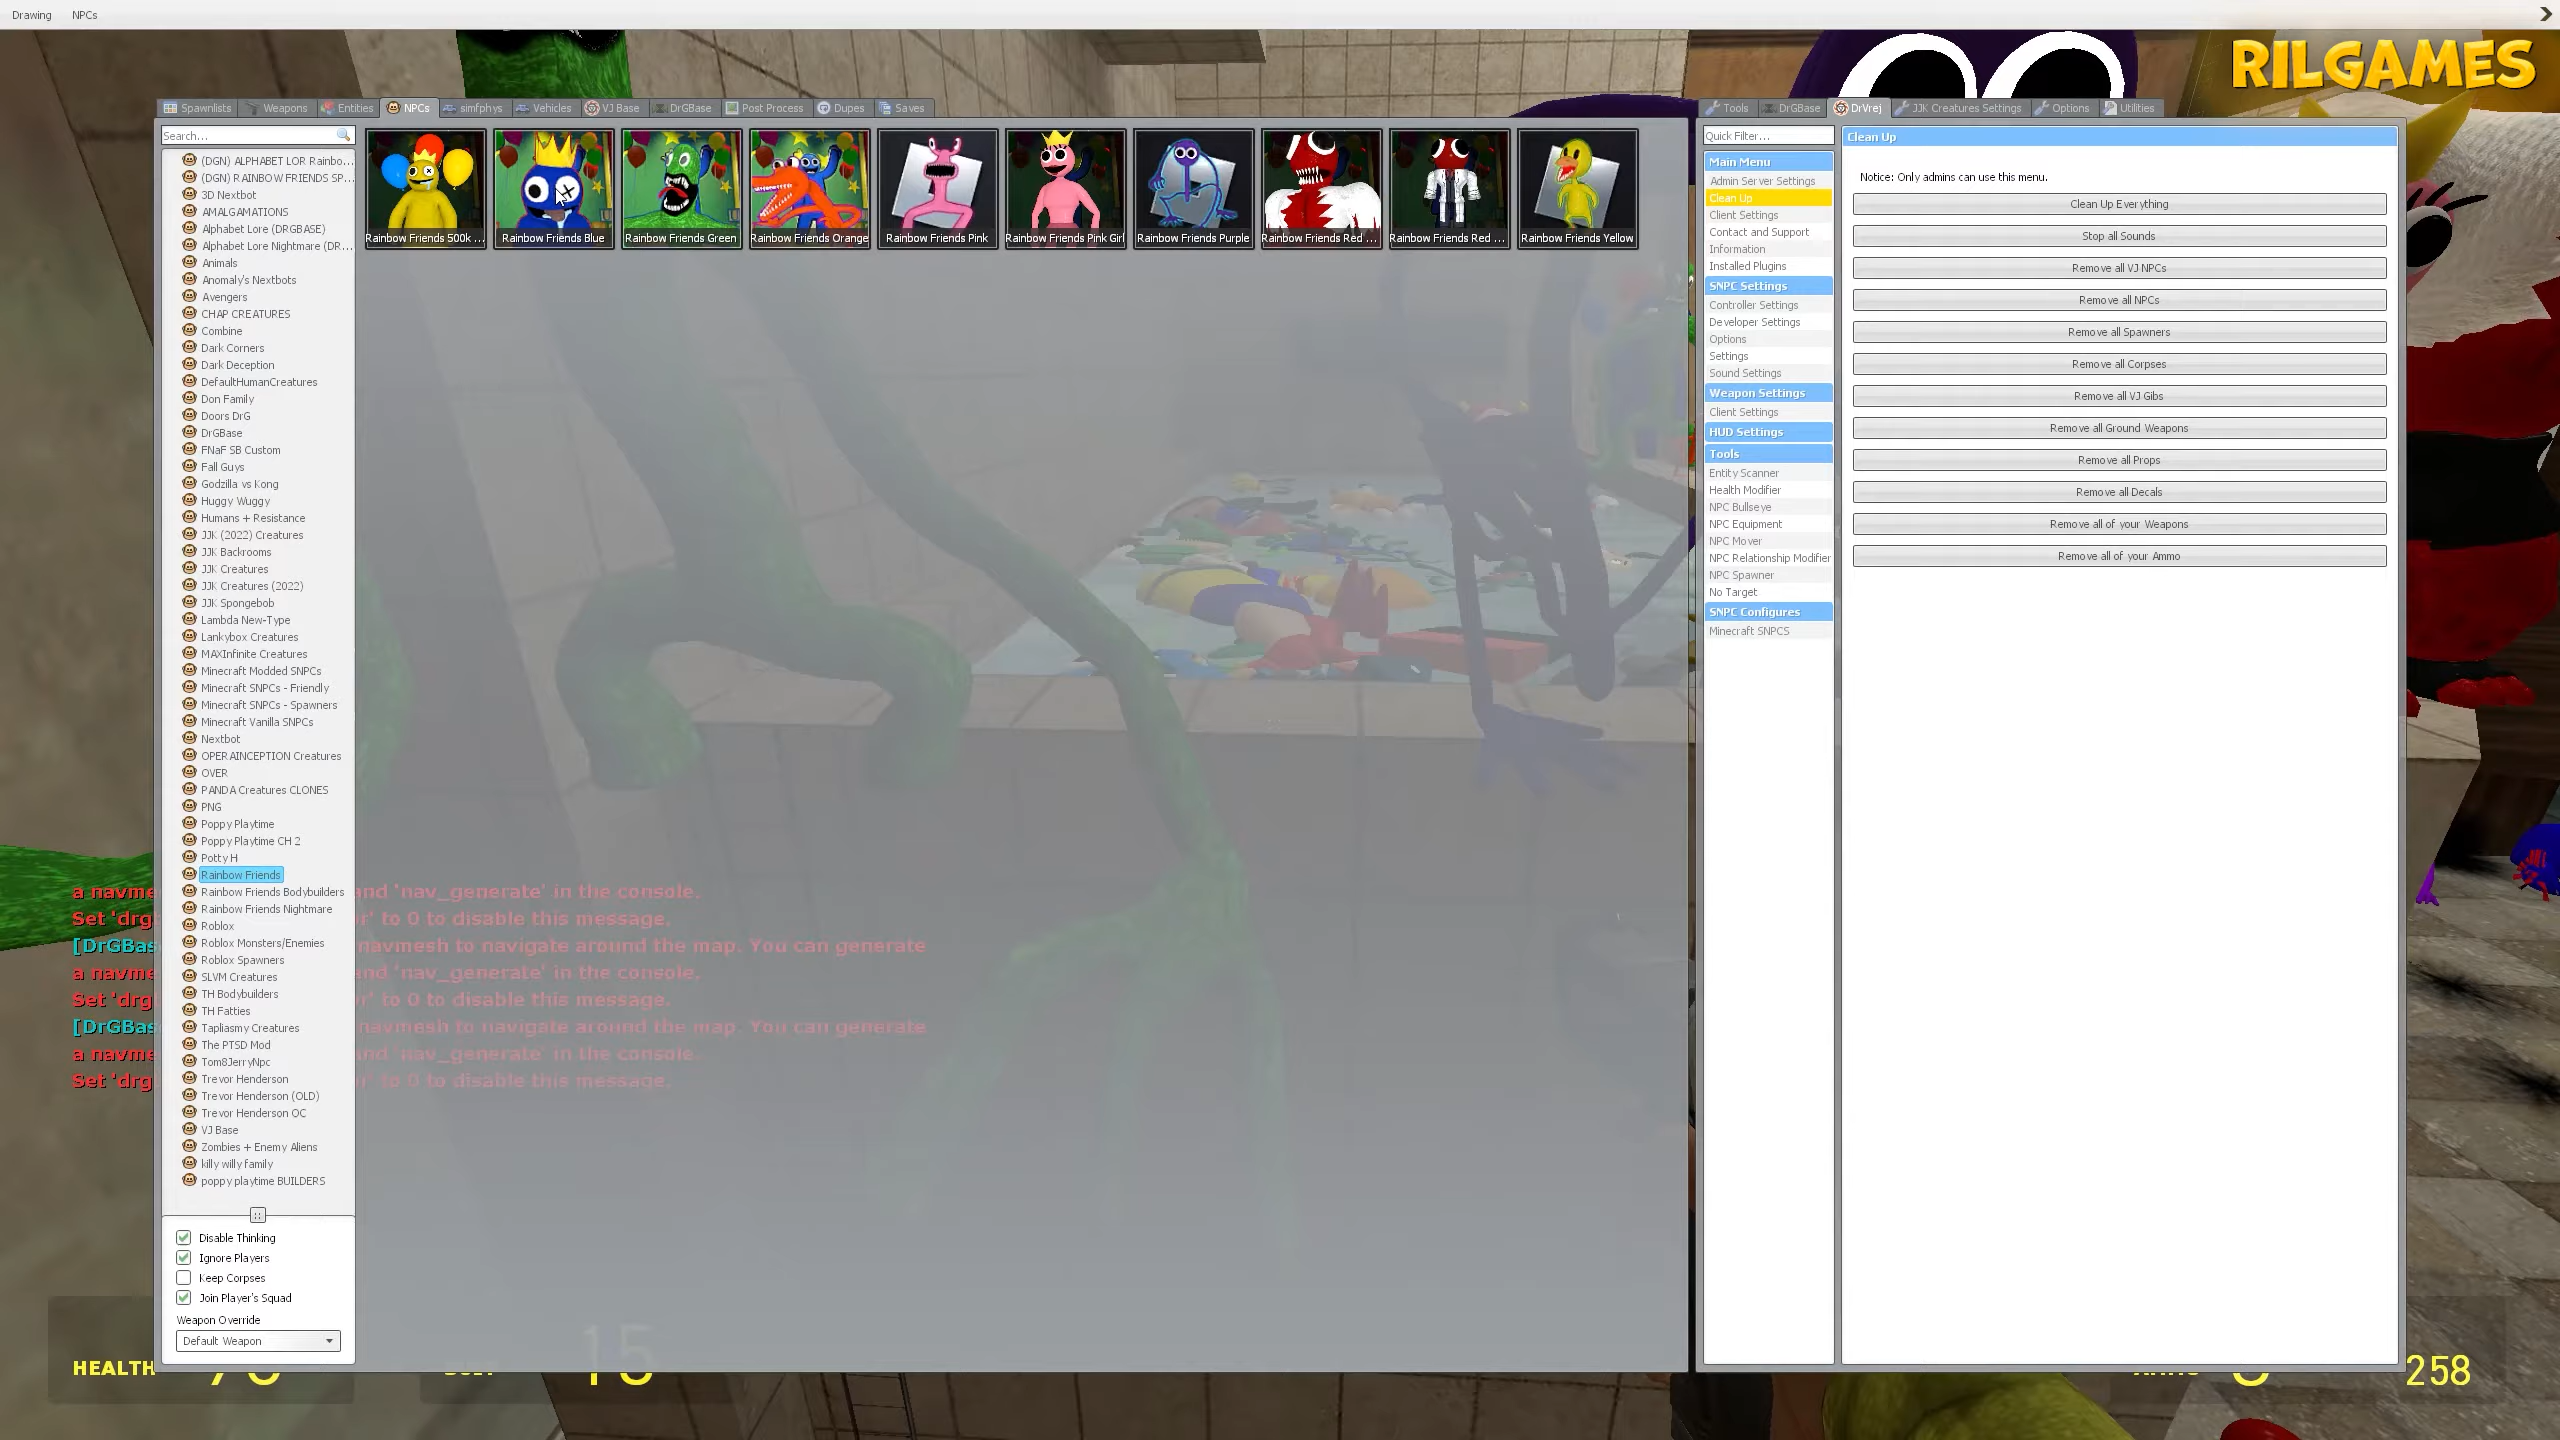 Drawing NPCs
RILGAMES
Spawnlists Weapons Entities NPCs simfphys Vehicles VJ Base DrGBase Post Process Dupes Saves
Search...
(DGN) ALPHABET LOR Rainbo...
(DGN) RAINBOW FRIENDS SP...
3D Nextbot
AMALGAMATIONS
Alphabet Lore (DRGBASE)
Alphabet Lore Nightmare (DR...
Animals
Anomaly's Nextbots
Avengers
CHAP CREATURES
Combine
Dark Corners
Dark Deception
DefaultHumanCreatures
Don Family
Doors DrG
DrGBase
FNaF SB Custom
Fall Guys
Godzilla vs Kong
Huggy Wuggy
Humans + Resistance
JJK (2022) Creatures
JJK Backrooms
JJK Creatures
JJK Creatures (2022)
JJK Spongebob
Lambda New-Type
Lankybox Creatures
MAXInfinite Creatures
Minecraft Modded SNPCs
Minecraft SNPCs - Friendly
Minecraft SNPCs - Spawners
Minecraft Vanilla SNPCs
Nextbot
OPERAINCEPTION Creatures
OVER
PANDA Creatures CLONES
PNG
Poppy Playtime
Poppy Playtime CH 2
Potty H
Rainbow Friends
Rainbow Friends Bodybuilders
Rainbow Friends Nightmare
Roblox
Roblox Monsters/Enemies
Roblox Spawners
SLVM Creatures
TH Bodybuilders
TH Fatties
Tapliasmy Creatures
The PTSD Mod
Tom&JerryNpc
Trevor Henderson
Trevor Henderson (OLD)
Trevor Henderson OC
VJ Base
Zombies + Enemy Aliens
killy willy family
poppy playtime BUILDERS
Disable Thinking
Ignore Players
Keep Corpses
Join Player's Squad
Weapon Override
Default Weapon
Rainbow Friends 500k ...
Rainbow Friends Blue
Rainbow Friends Green
Rainbow Friends Orange
Rainbow Friends Pink
Rainbow Friends Pink Girl
Rainbow Friends Purple
Rainbow Friends Red ...
Rainbow Friends Red ...
Rainbow Friends Yellow
a navme and 'nav_generate' in the console.
Set 'drg to 0 to disable this message.
[DrGBas navmesh to navigate around the map. You can generate
a navme and 'nav_generate' in the console.
Set 'drg to 0 to disable this message.
[DrGBas navmesh to navigate around the map. You can generate
a navme and 'nav_generate' in the console.
Set 'drg to 0 to disable this message.
HEALTH
15
258
Tools DrGBase DrVrej JJK Creatures Settings Options Utilities
Quick Filter...
Main Menu
Admin Server Settings
Clean Up
Client Settings
Contact and Support
Information
Installed Plugins
SNPC Settings
Controller Settings
Developer Settings
Options
Settings
Sound Settings
Weapon Settings
Client Settings
HUD Settings
Tools
Entity Scanner
Health Modifier
NPC Bullseye
NPC Equipment
NPC Mover
NPC Relationship Modifier
NPC Spawner
No Target
SNPC Configures
Minecraft SNPCS
Clean Up
Notice: Only admins can use this menu.
Clean Up Everything
Stop all Sounds
Remove all VJ NPCs
Remove all NPCs
Remove all Spawners
Remove all Corpses
Remove all VJ Gibs
Remove all Ground Weapons
Remove all Props
Remove all Decals
Remove all of your Weapons
Remove all of your Ammo